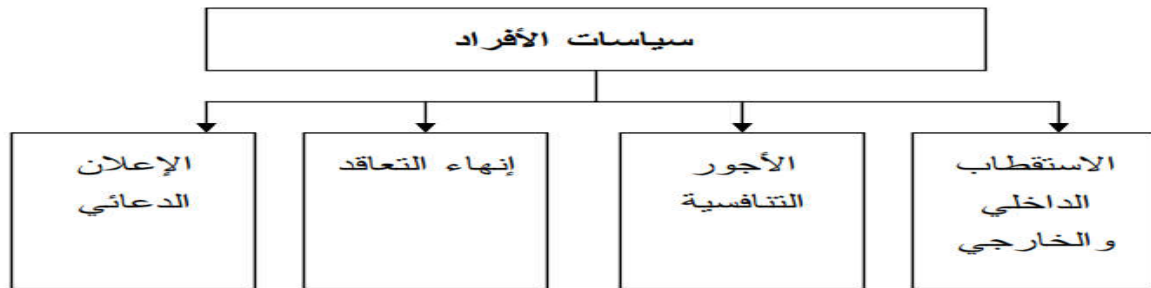 سياسات الأفراد
الاستقطاب
الداخلي
والخارجي
الأجور
التنافسية
إنهاء التعاقد
الإعلان
الدعائي